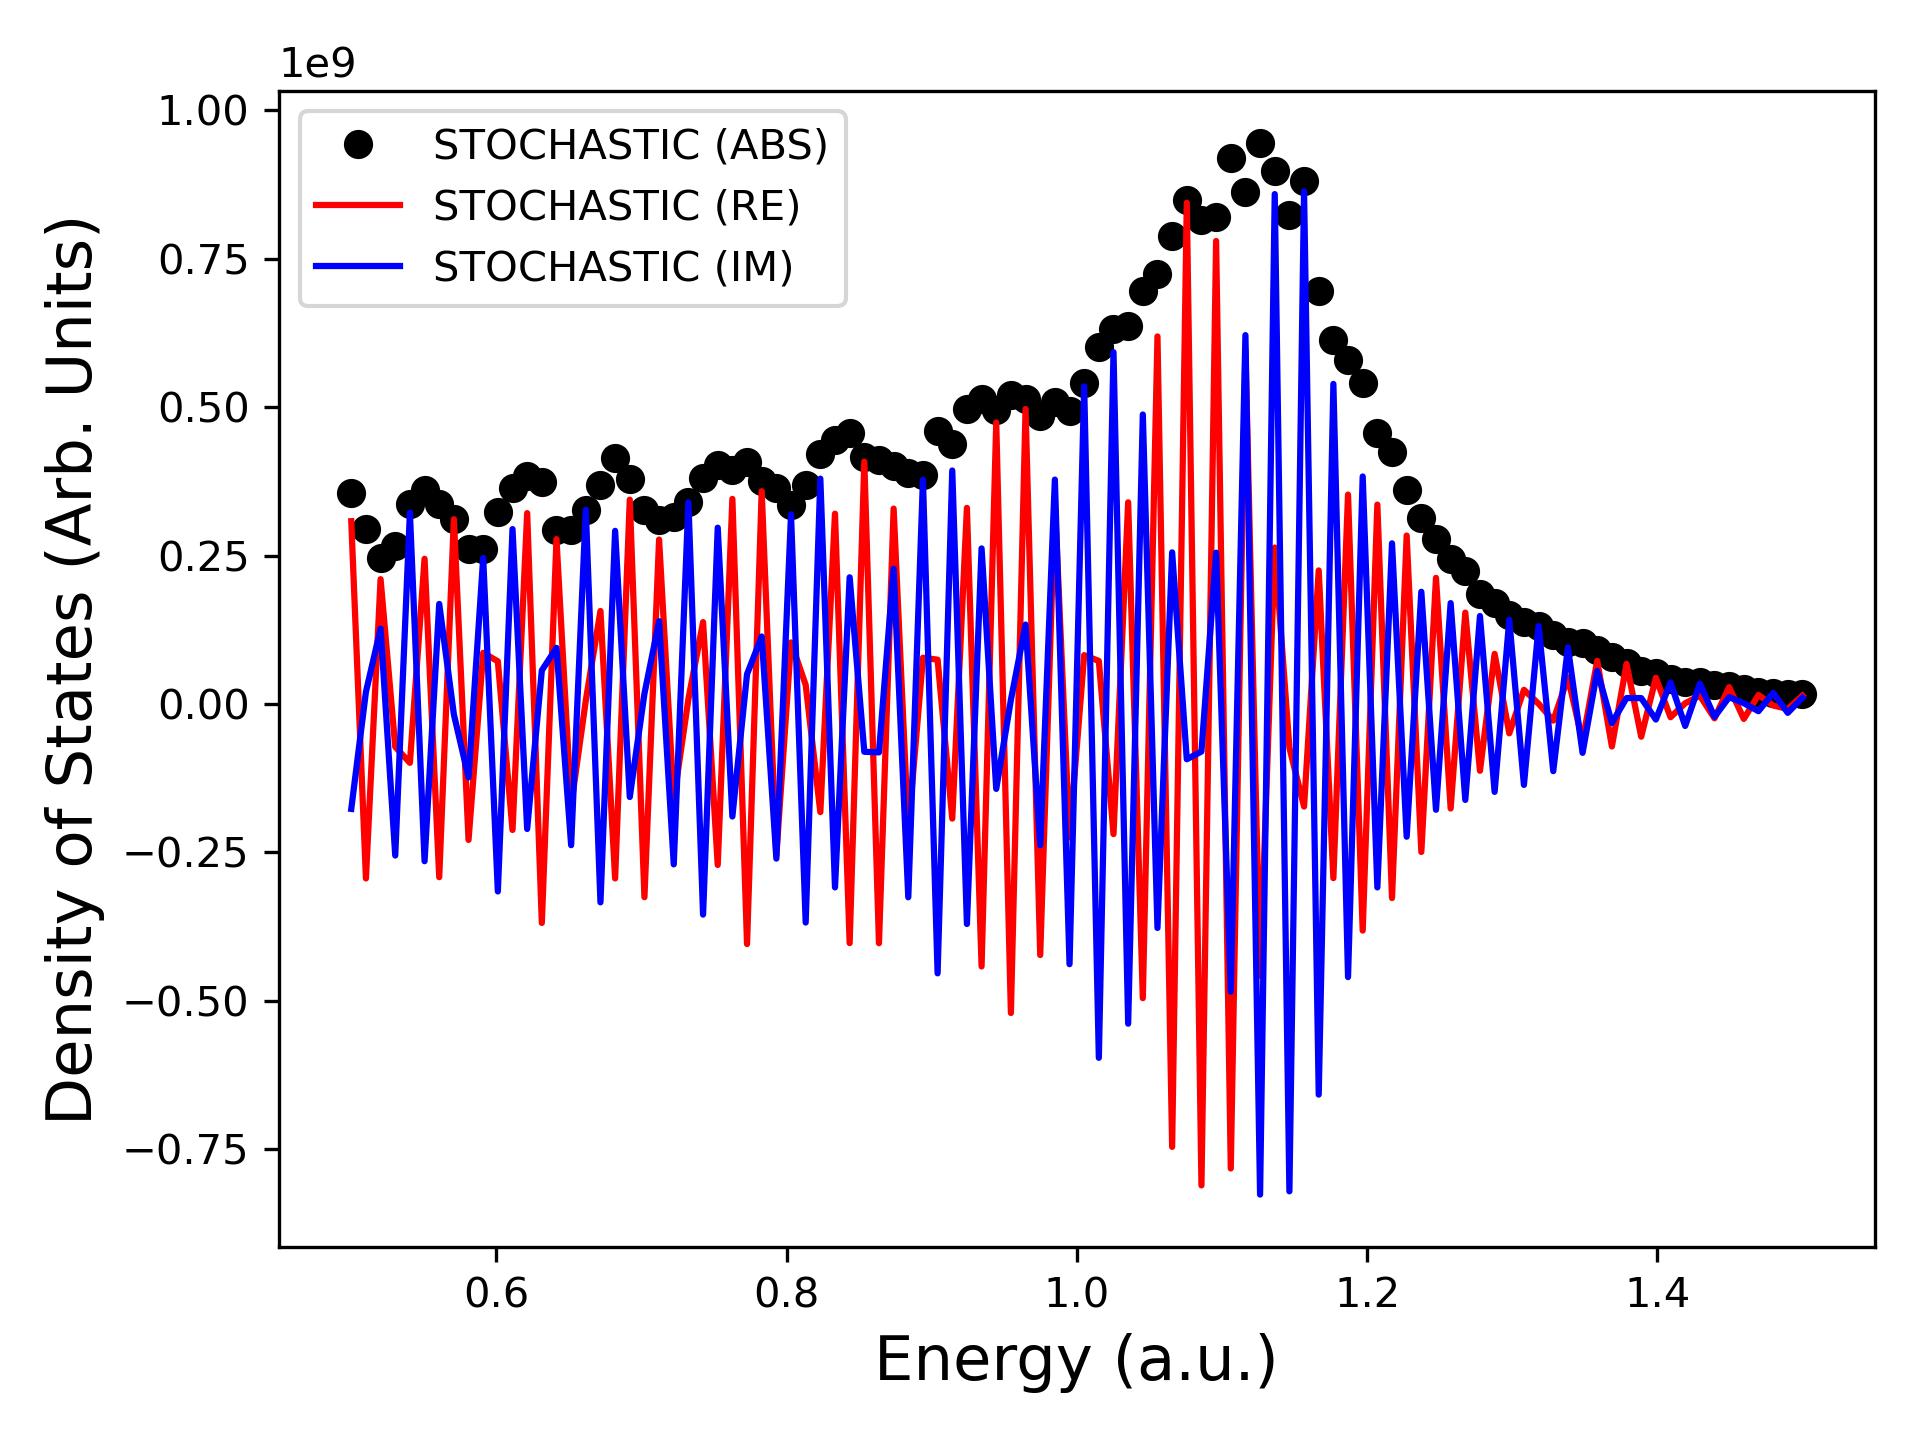 1e9
1.00
0.75
0.50
0.25
0.00
−0.25
−0.50
−0.75
Density of States (Arb. Units)
STOCHASTIC (ABS)
STOCHASTIC (RE)
STOCHASTIC (IM)
0.6 0.8 1.0 1.2 1.4
Energy (a.u.)